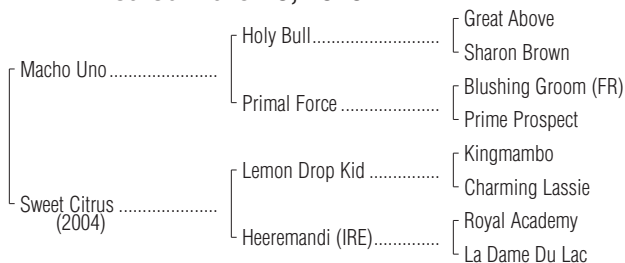 Great Above
Holy Bull
Sharon Brown
Macho Uno
Blushing Groom (FR)
Primal Force
Prime Prospect
Kingmambo
Lemon Drop Kid
Charming Lassie
Sweet Citrus
(2004)
Royal Academy
Heeremandi (IRE)
La Dame Du Lac